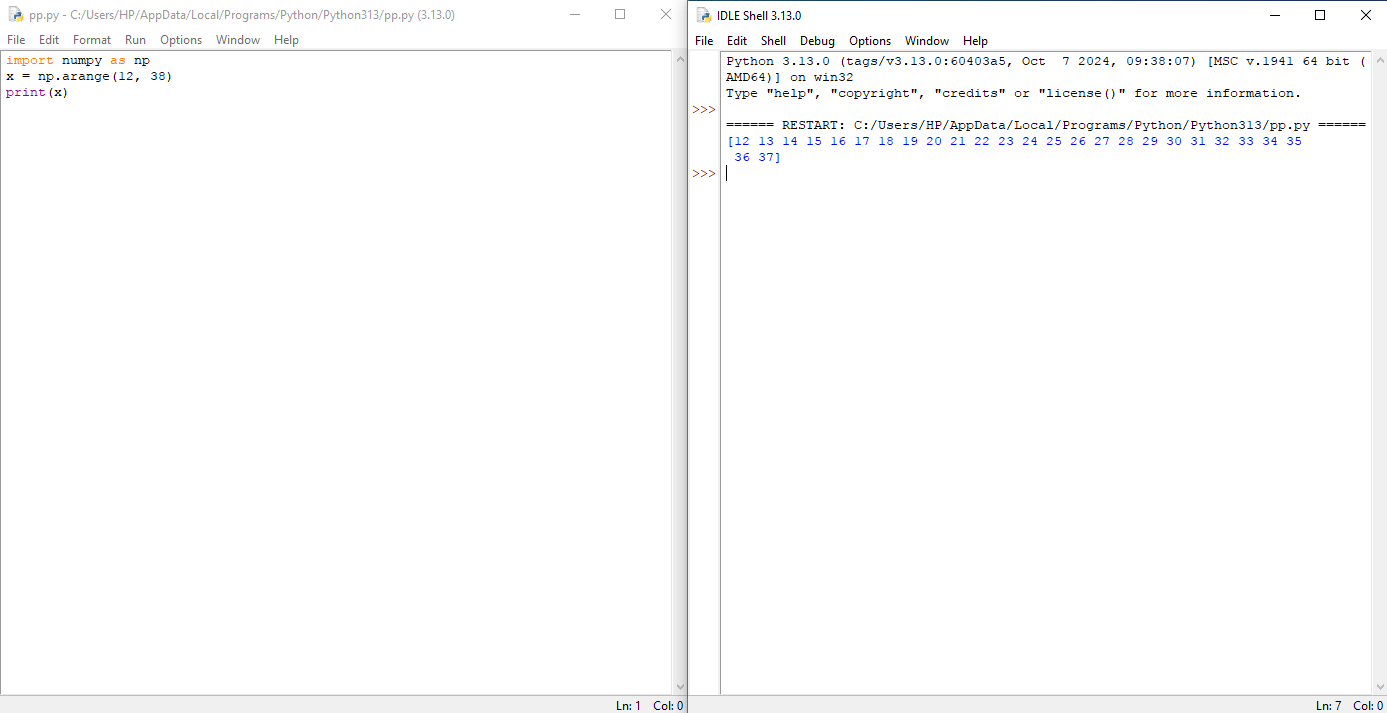 pp.py - C:/Users/HP/AppData/Local/Programs/Python/Python313/pp.py (3.13.0)
File Edit Format Run Options Window Help
import numpy as np
x = np.arange(12, 38)
print(x)
Ln: 1 Col: 0
IDLE Shell 3.13.0
File Edit Shell Debug Options Window Help
Python 3.13.0 (tags/v3.13.0:60403a5, Oct  7 2024, 09:38:07) [MSC v.1941 64 bit (
AMD64)] on win32
Type "help", "copyright", "credits" or "license()" for more information.
>>>
====== RESTART: C:/Users/HP/AppData/Local/Programs/Python/Python313/pp.py ======
[12 13 14 15 16 17 18 19 20 21 22 23 24 25 26 27 28 29 30 31 32 33 34 35
 36 37]
>>>
Ln: 7 Col: 0